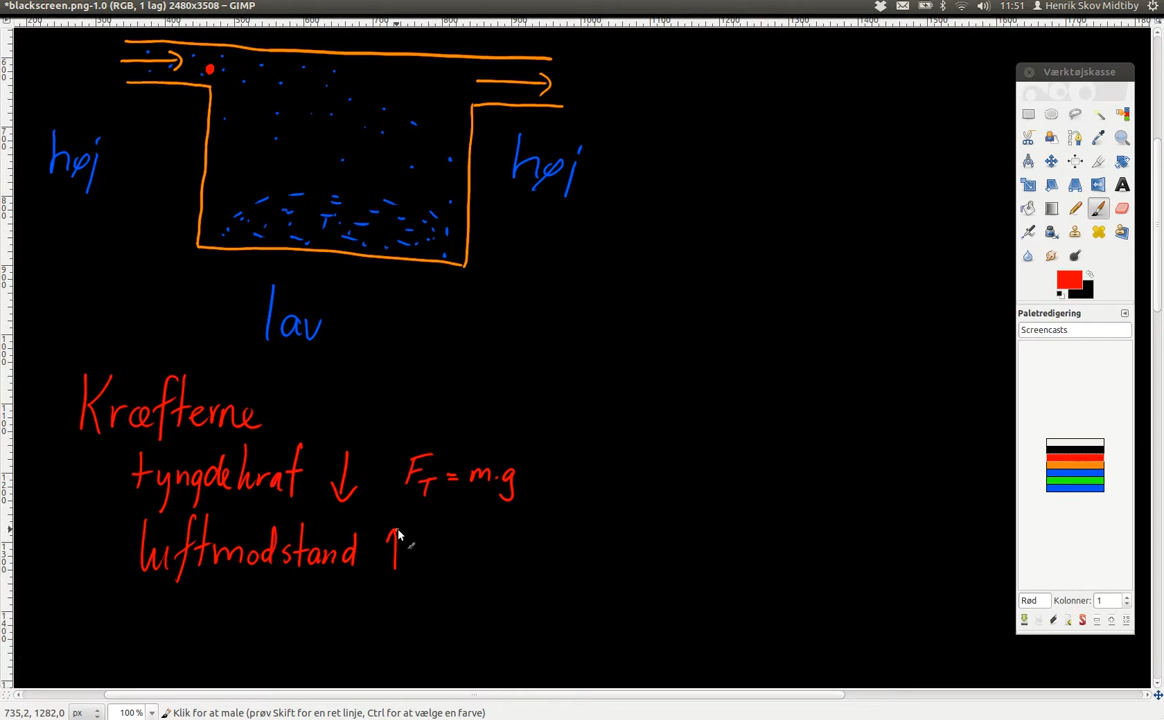 *blackscreen.png-1.0 (RGB, 1 lag) 2480x3508 – GIMP
11:51 Henrik Skov Midtiby
høj
høj
lav
Kræfterne
tyngdekraft ↓ F_T = m·g
luftmodstand ↑
Værktøjskasse
Paletredigering
Screencasts
Rød Kolonner: 1
735,2, 1282,0 px 100% Klik for at male (prøv Skift for en ret linje, Ctrl for at vælge en farve)